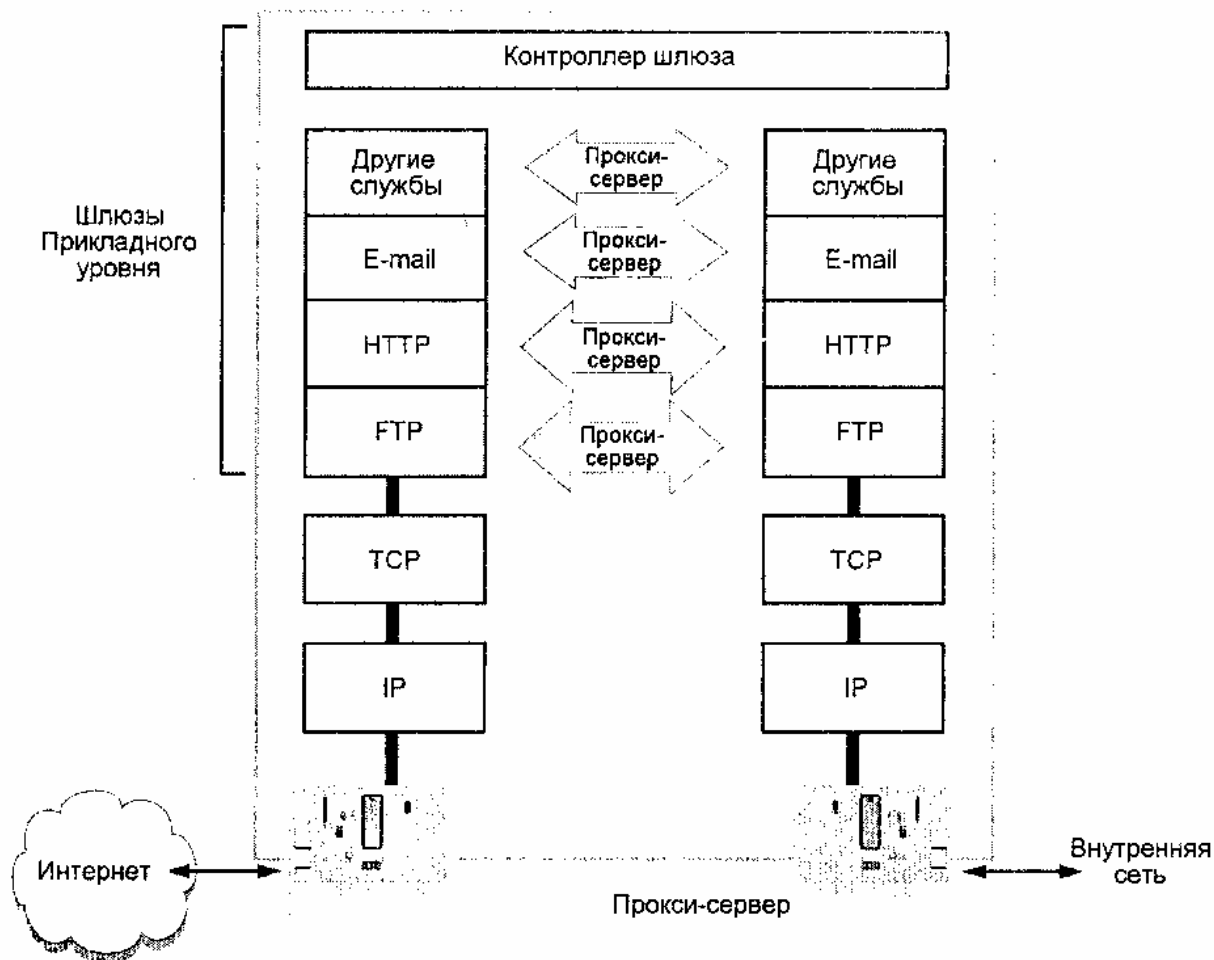 Контроллер шлюза
Шлюзы
Прикладного
уровня
Другие
службы
E-mail
HTTP
FTP
TCP
IP
Прокси-
сервер
Прокси-
сервер
Прокси-
сервер
Прокси-
сервер
Другие
службы
E-mail
HTTP
FTP
TCP
IP
Интернет
Внутренняя
сеть
Прокси-сервер